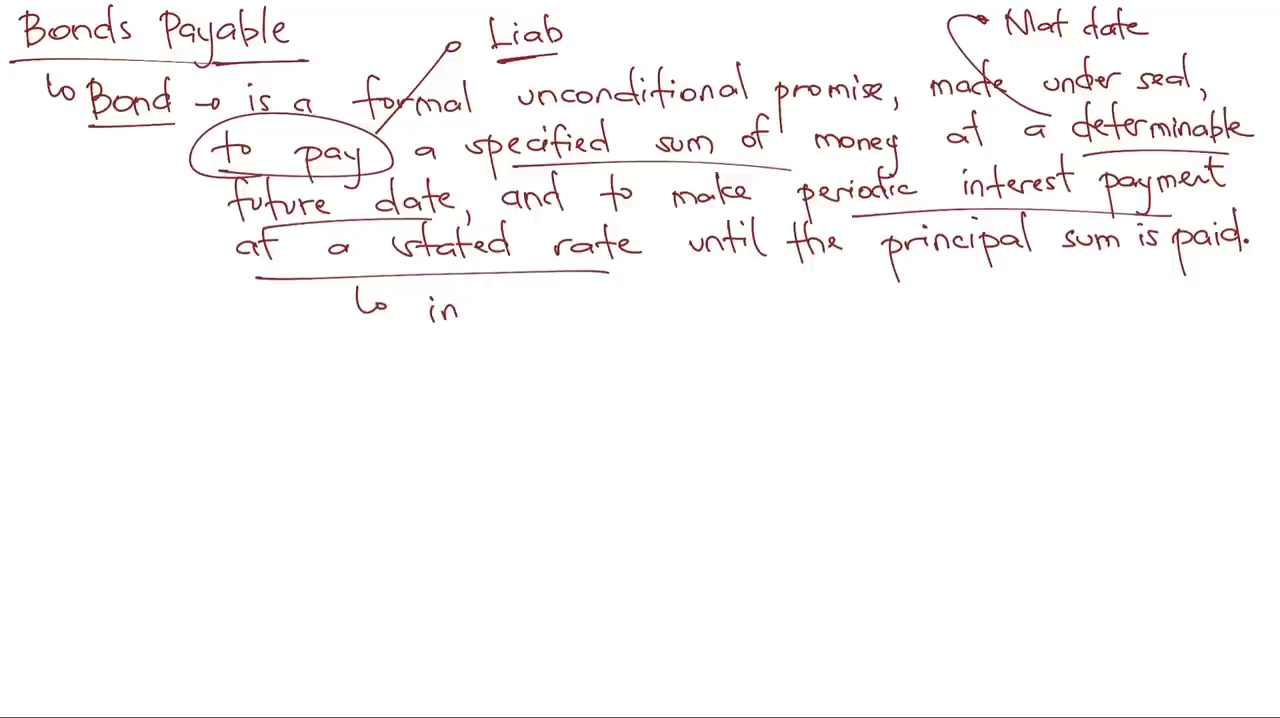 Bonds Payable
Liab
Mat date
↳ Bond → is a formal unconditional promise, made under seal,
to pay a specified sum of money at a determinable
future date, and to make periodic interest payment
at a stated rate until the principal sum is paid.
↳ in